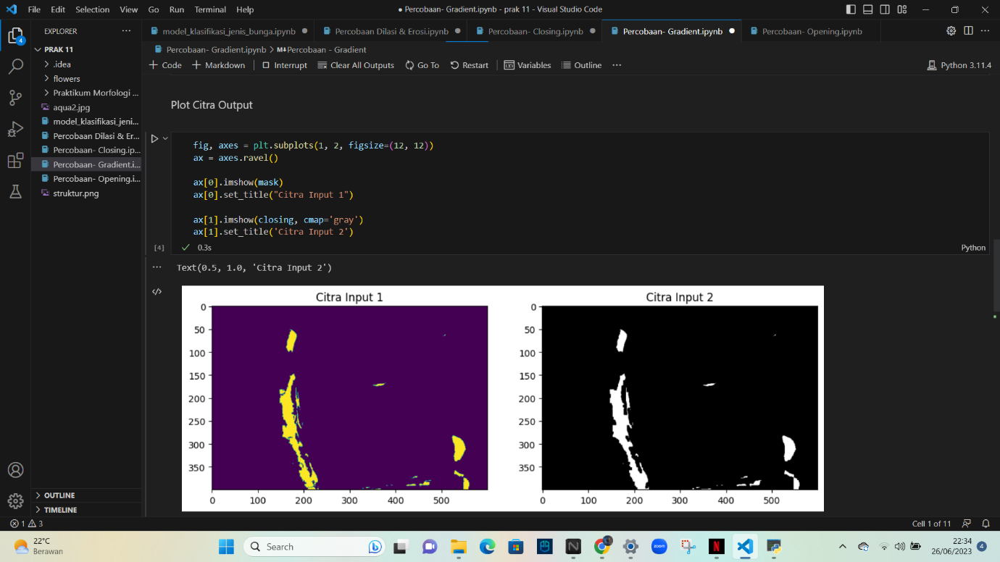 File Edit Selection View Go Run Terminal Help
● Percobaan- Gradient.ipynb - prak 11 - Visual Studio Code
EXPLORER
model_klasifikasi_jenis_bunga.ipynb
Percobaan Dilasi & Erosi.ipynb
Percobaan- Closing.ipynb
Percobaan- Gradient.ipynb
Percobaan- Opening.ipynb
4
PRAK 11
.idea
flowers
Praktikum Morfologi ...
aqua2.jpg
model_klasifikasi_jeni...
Percobaan Dilasi & Er...
Percobaan- Closing.ip...
Percobaan- Gradient.i...
Percobaan- Opening.i...
struktur.png
OUTLINE
TIMELINE
Percobaan- Gradient.ipynb > M↓Percobaan - Gradient
+ Code + Markdown Interrupt Clear All Outputs Go To Restart Variables Outline ...
Python 3.11.4
Plot Citra Output
fig, axes = plt.subplots(1, 2, figsize=(12, 12))
ax = axes.ravel()
ax[0].imshow(mask)
ax[0].set_title("Citra Input 1")
ax[1].imshow(closing, cmap='gray')
ax[1].set_title('Citra Input 2')
[4] ✓ 0.3s
Python
... Text(0.5, 1.0, 'Citra Input 2')
Citra Input 1
0
50
100
150
200
250
300
350
0 100 200 300 400 500
Citra Input 2
0
50
100
150
200
250
300
350
0 100 200 300 400 500
1 3
Cell 1 of 11
22°C
Berawan
Search
zoom
N
22:34
26/06/2023
4